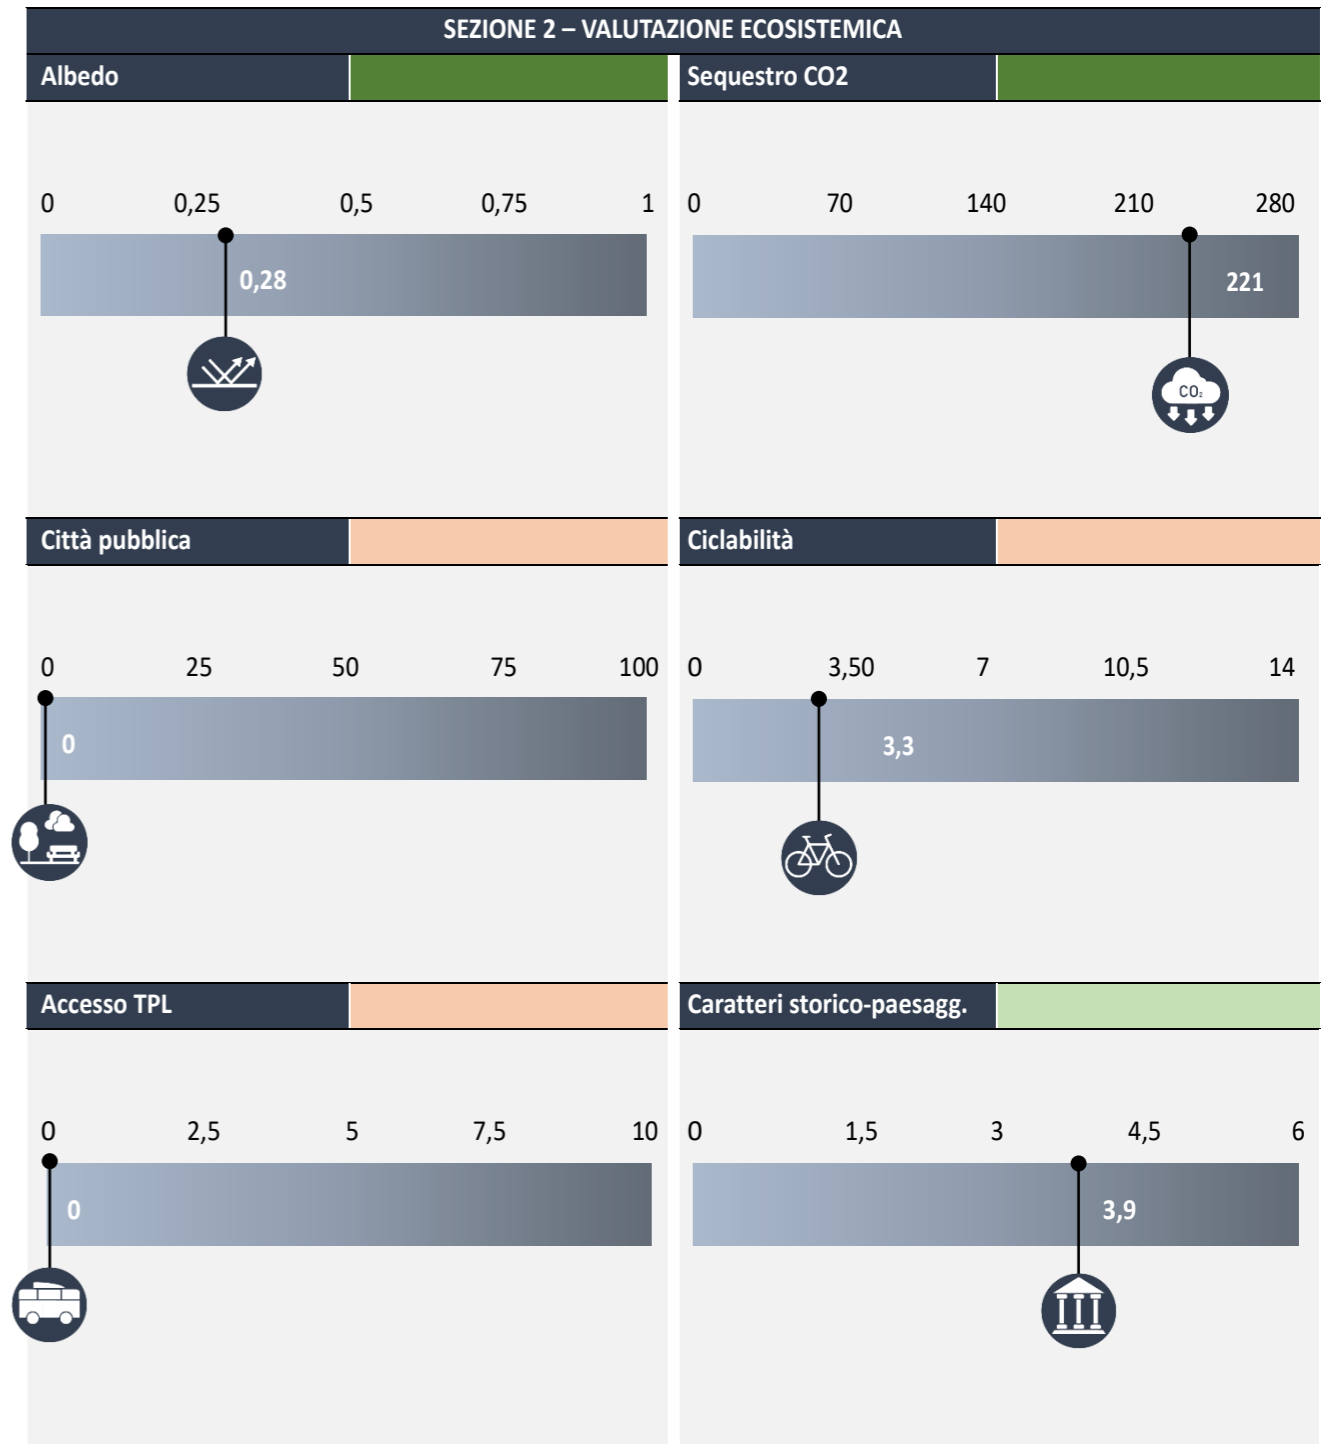 SEZIONE 2 – VALUTAZIONE ECOSISTEMICA
Albedo
0 0,25 0,5 0,75 1
0,28
Sequestro CO2
0 70 140 210 280
221
CO₂
Città pubblica
0 25 50 75 100
0
Ciclabilità
0 3,50 7 10,5 14
3,3
Accesso TPL
0 2,5 5 7,5 10
0
Caratteri storico-paesagg.
0 1,5 3 4,5 6
3,9